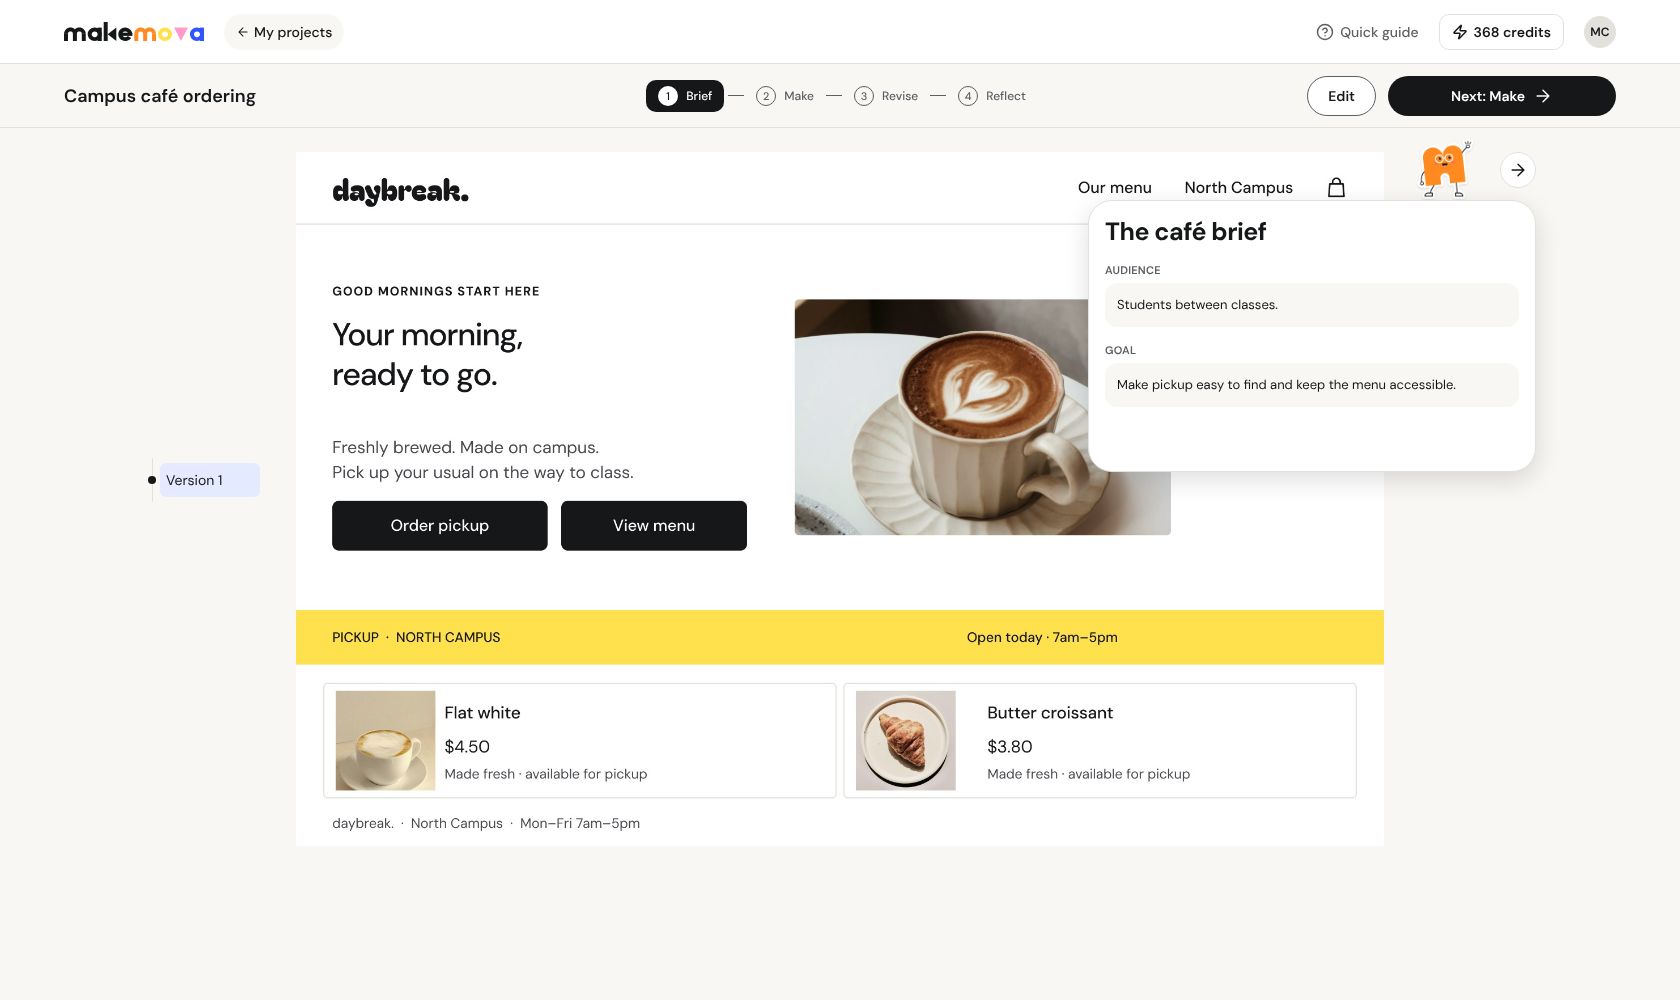 makemova
← My projects
Quick guide
368 credits
MC
Campus café ordering
1 Brief
2 Make
3 Revise
4 Reflect
Edit
Next: Make →
daybreak.
Our menu
North Campus
The café brief
AUDIENCE
Students between classes.
GOAL
Make pickup easy to find and keep the menu accessible.
GOOD MORNINGS START HERE
Your morning,
ready to go.
Freshly brewed. Made on campus.
Pick up your usual on the way to class.
Version 1
Order pickup
View menu
PICKUP · NORTH CAMPUS
Open today · 7am–5pm
Flat white
$4.50
Made fresh · available for pickup
Butter croissant
$3.80
Made fresh · available for pickup
daybreak. · North Campus · Mon–Fri 7am–5pm